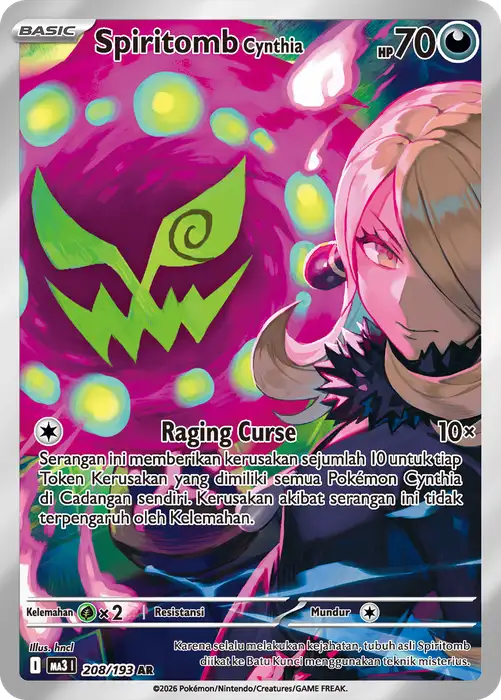 BASIC
Spiritomb Cynthia
HP 70
Raging Curse 10×
Serangan ini memberikan kerusakan sejumlah 10 untuk tiap
Token Kerusakan yang dimiliki semua Pokémon Cynthia
di Cadangan sendiri. Kerusakan akibat serangan ini tidak
terpengaruh oleh Kelemahan.
Kelemahan ×2 Resistansi Mundur
Illus. hncl
I MA3 I 208/193 AR
Karena selalu melakukan kejahatan, tubuh asli Spiritomb
diikat ke Batu Kunci menggunakan teknik misterius.
©2026 Pokémon/Nintendo/Creatures/GAME FREAK.